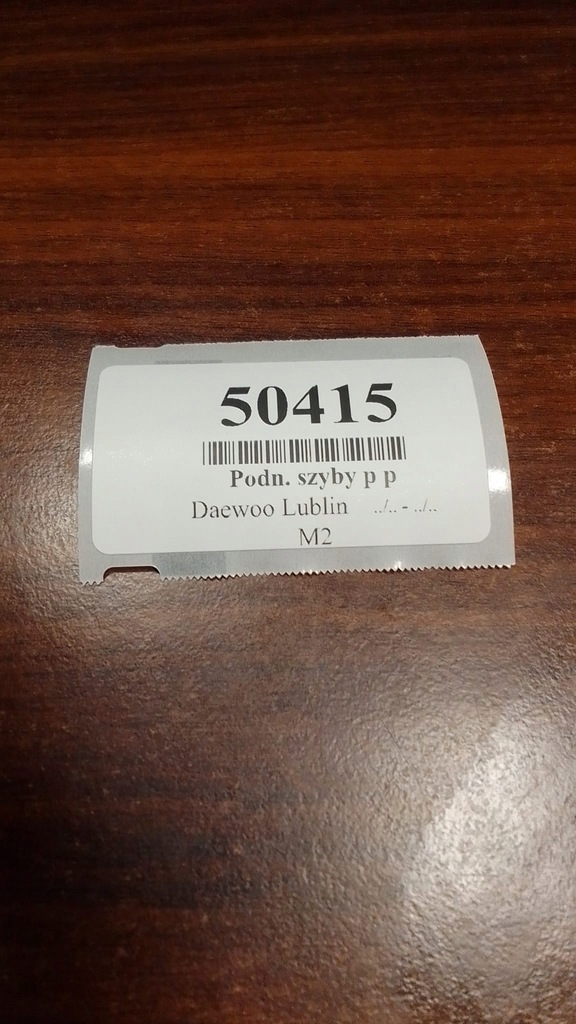 50415
Podn. szyby p p
Daewoo Lublin ../.. - ../..
M2